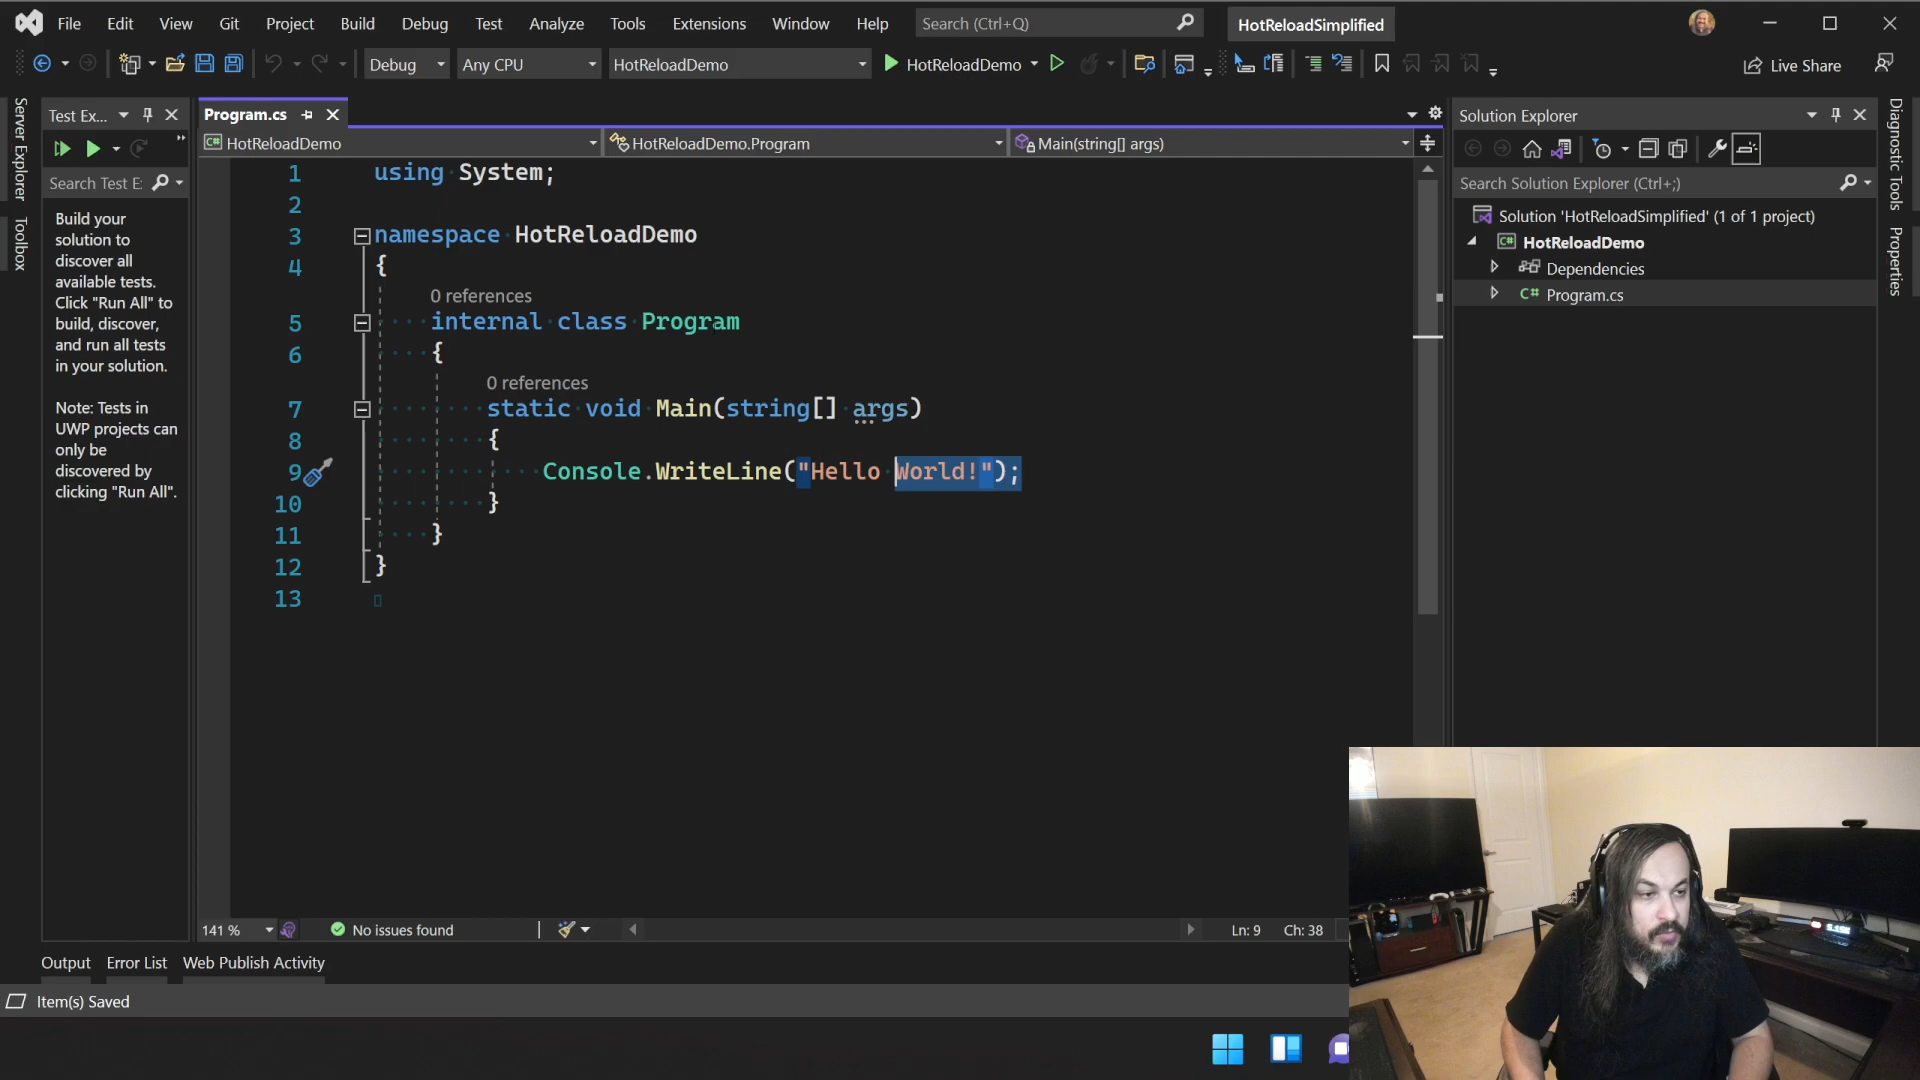 File Edit View Git Project Build Debug Test Analyze Tools Extensions Window Help Search (Ctrl+Q) HotReloadSimplified
Debug Any CPU HotReloadDemo HotReloadDemo Live Share
Server Explorer
Toolbox
Test Ex...
Search Test E
Build your
solution to
discover all
available tests.
Click "Run All" to
build, discover,
and run all tests
in your solution.
Note: Tests in
UWP projects can
only be
discovered by
clicking "Run All".
Program.cs
HotReloadDemo HotReloadDemo.Program Main(string[] args)
1 using System;
2
3 namespace HotReloadDemo
4 {
0 references
5 internal class Program
6 {
0 references
7 static void Main(string[] args)
8 {
9 Console.WriteLine("Hello World!");
10 }
11 }
12 }
13
141 % No issues found Ln: 9 Ch: 38
Solution Explorer
Search Solution Explorer (Ctrl+;)
Solution 'HotReloadSimplified' (1 of 1 project)
C# HotReloadDemo
Dependencies
C# Program.cs
Diagnostic Tools
Properties
Output Error List Web Publish Activity
Item(s) Saved